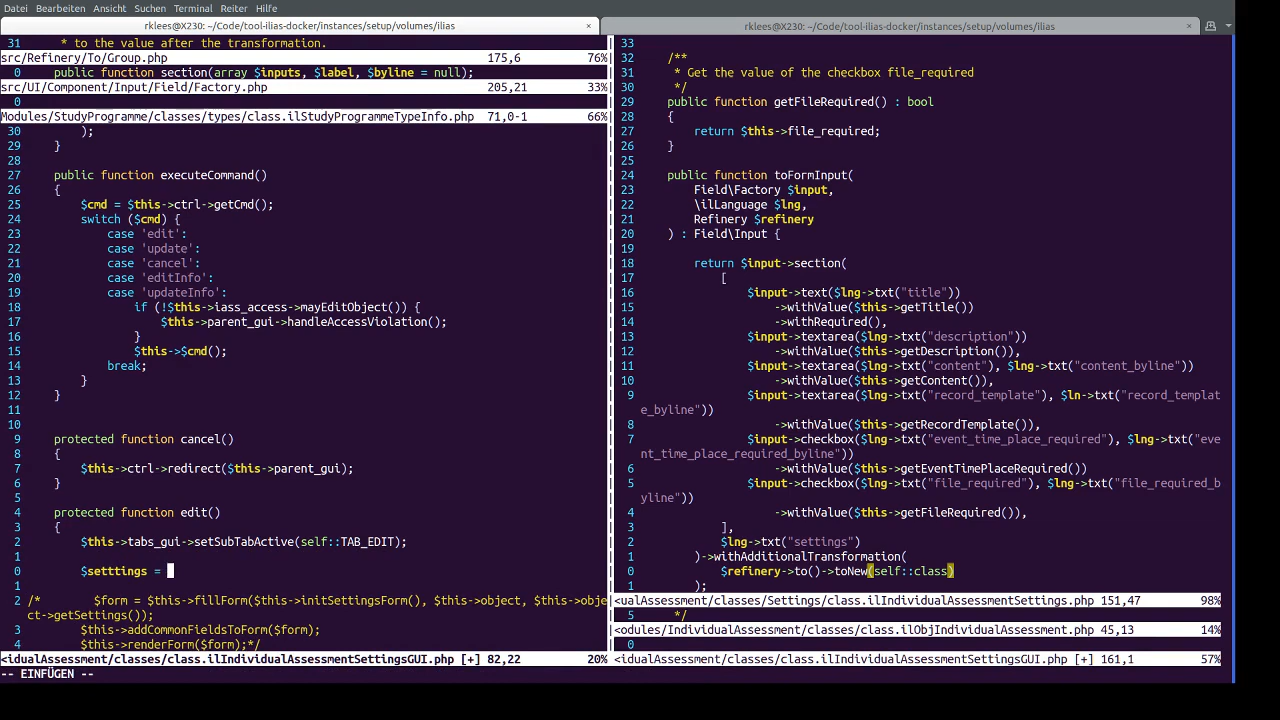 Datei Bearbeiten Ansicht Suchen Terminal Reiter Hilfe
rklees@X230: ~/Code/tool-ilias-docker/instances/setup/volumes/ilias ×
rklees@X230: ~/Code/tool-ilias-docker/instances/setup/volumes/ilias ×
31 * to the value after the transformation.
src/Refinery/To/Group.php 175,6 76%
0 public function section(array $inputs, $label, $byline = null);
src/UI/Component/Input/Field/Factory.php 205,21 33%
0
Modules/StudyProgramme/classes/types/class.ilStudyProgrammeTypeInfo.php 71,0-1 66%
30 );
29 }
28
27 public function executeCommand()
26 {
25 $cmd = $this->ctrl->getCmd();
24 switch ($cmd) {
23 case 'edit':
22 case 'update':
21 case 'cancel':
20 case 'editInfo':
19 case 'updateInfo':
18 if (!$this->iass_access->mayEditObject()) {
17 $this->parent_gui->handleAccessViolation();
16 }
15 $this->$cmd();
14 break;
13 }
12 }
11
10
9 protected function cancel()
8 {
7 $this->ctrl->redirect($this->parent_gui);
6 }
5
4 protected function edit()
3 {
2 $this->tabs_gui->setSubTabActive(self::TAB_EDIT);
1
0 $setttings =
1
2 /* $form = $this->fillForm($this->initSettingsForm(), $this->object, $this->obje
ct->getSettings());
3 $this->addCommonFieldsToForm($form);
4 $this->renderForm($form);*/
<idualAssessment/classes/class.ilIndividualAssessmentSettingsGUI.php [+] 82,22 20%
-- EINFÜGEN --
33
32 /**
31 * Get the value of the checkbox file_required
30 */
29 public function getFileRequired() : bool
28 {
27 return $this->file_required;
26 }
25
24 public function toFormInput(
23 Field\Factory $input,
22 \ilLanguage $lng,
21 Refinery $refinery
20 ) : Field\Input {
19
18 return $input->section(
17 [
16 $input->text($lng->txt("title"))
15 ->withValue($this->getTitle())
14 ->withRequired(),
13 $input->textarea($lng->txt("description"))
12 ->withValue($this->getDescription()),
11 $input->textarea($lng->txt("content"), $lng->txt("content_byline"))
10 ->withValue($this->getContent()),
9 $input->textarea($lng->txt("record_template"), $ln->txt("record_templat
e_byline"))
8 ->withValue($this->getRecordTemplate()),
7 $input->checkbox($lng->txt("event_time_place_required"), $lng->txt("eve
nt_time_place_required_byline"))
6 ->withValue($this->getEventTimePlaceRequired())
5 $input->checkbox($lng->txt("file_required"), $lng->txt("file_required_b
yline"))
4 ->withValue($this->getFileRequired()),
3 ],
2 $lng->txt("settings")
1 )->withAdditionalTransformation(
0 $refinery->to()->toNew(self::class)
1 );
<ualAssessment/classes/Settings/class.ilIndividualAssessmentSettings.php 151,47 98%
5 */
<odules/IndividualAssessment/classes/class.ilObjIndividualAssessment.php 45,13 14%
0
<idualAssessment/classes/class.ilIndividualAssessmentSettingsGUI.php [+] 161,1 57%